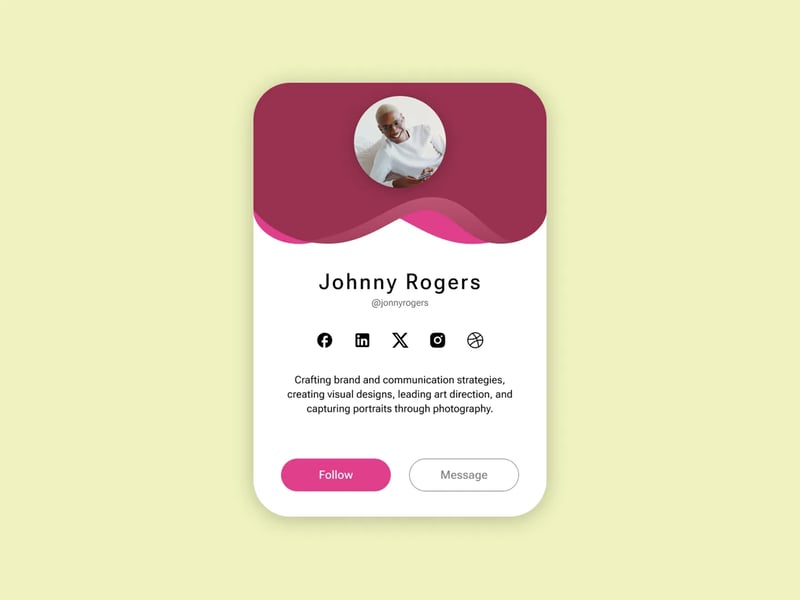 Johnny Rogers
@jonnyrogers
in
Crafting brand and communication strategies,
creating visual designs, leading art direction, and
capturing portraits through photography.
Follow
Message